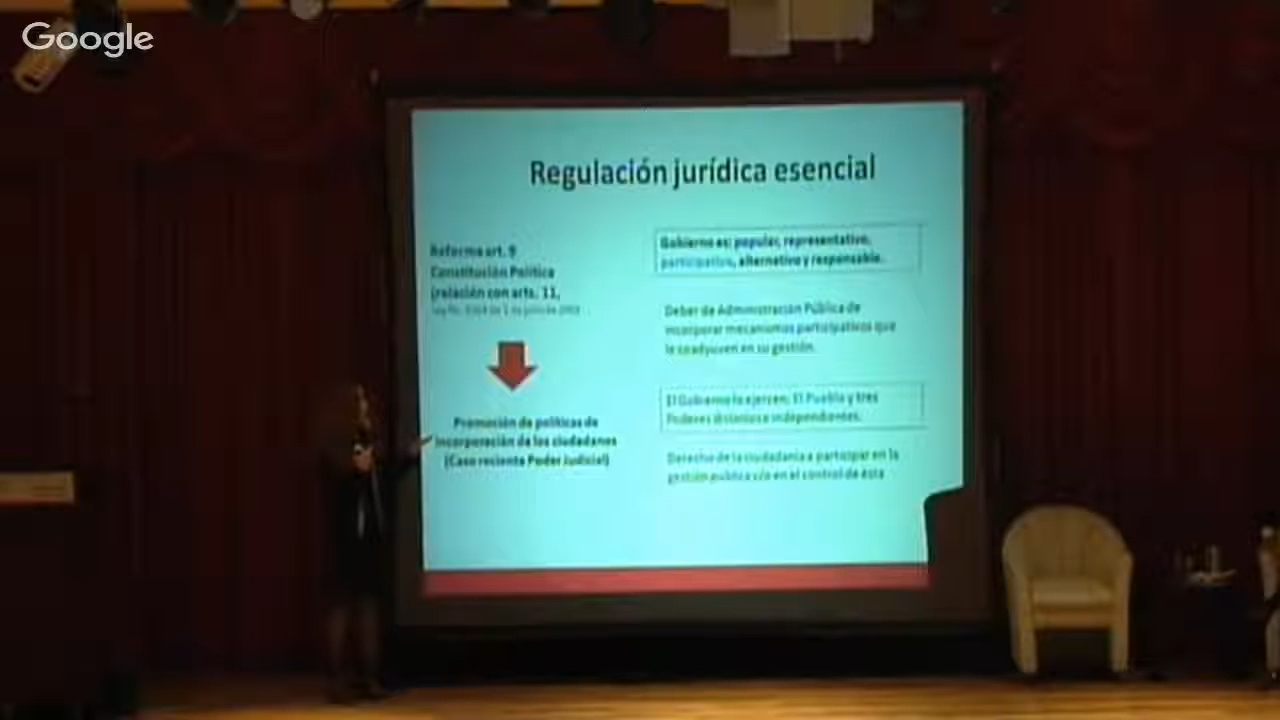 Google
Regulación jurídica esencial
Reforma art. 9
Constitución Política
(relación con arts. 11,
Promoción de políticas de
incorporación de los ciudadanos
(Caso reciente Poder Judicial)
Gobierno es: popular, representativo,
participativo, alternativo y responsable.
Deber de Administración Pública de
incorporar mecanismos participativos que
le coadyuven en su gestión.
El Gobierno lo ejercen: El Pueblo y tres
Poderes distintos e independientes.
Derecho de la ciudadanía a participar en la
gestión pública y/o en el control de ésta